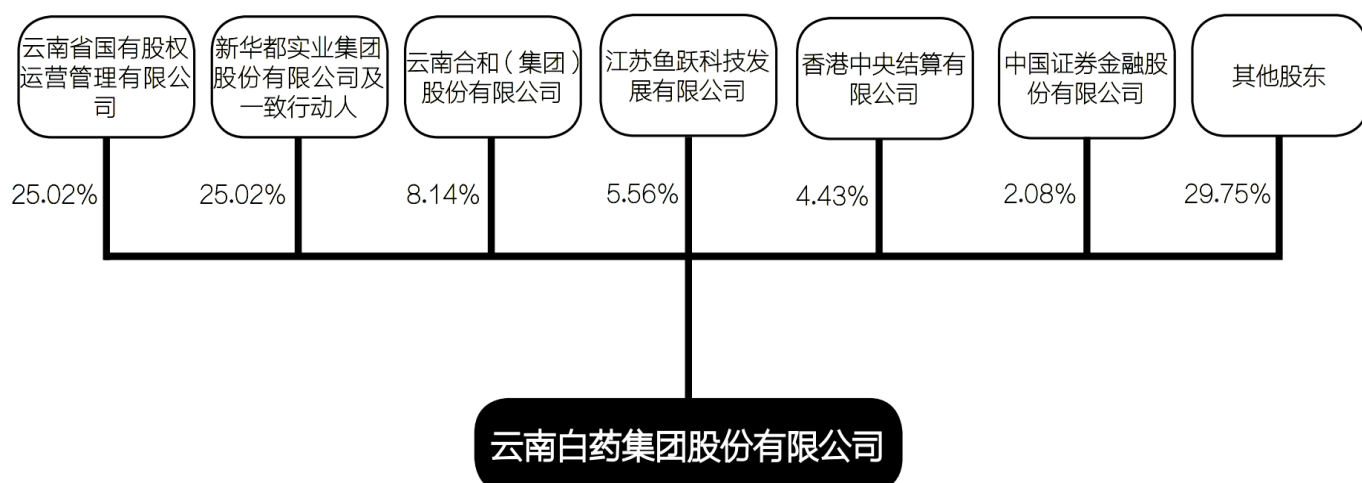 云南省国有股权
运营管理有限公
司
新华都实业集团
股份有限公司及
一致行动人
云南合和（集团）
股份有限公司
江苏鱼跃科技发
展有限公司
香港中央结算有
限公司
中国证券金融股
份有限公司
其他股东
25.02%
25.02%
8.14%
5.56%
4.43%
2.08%
29.75%
云南白药集团股份有限公司